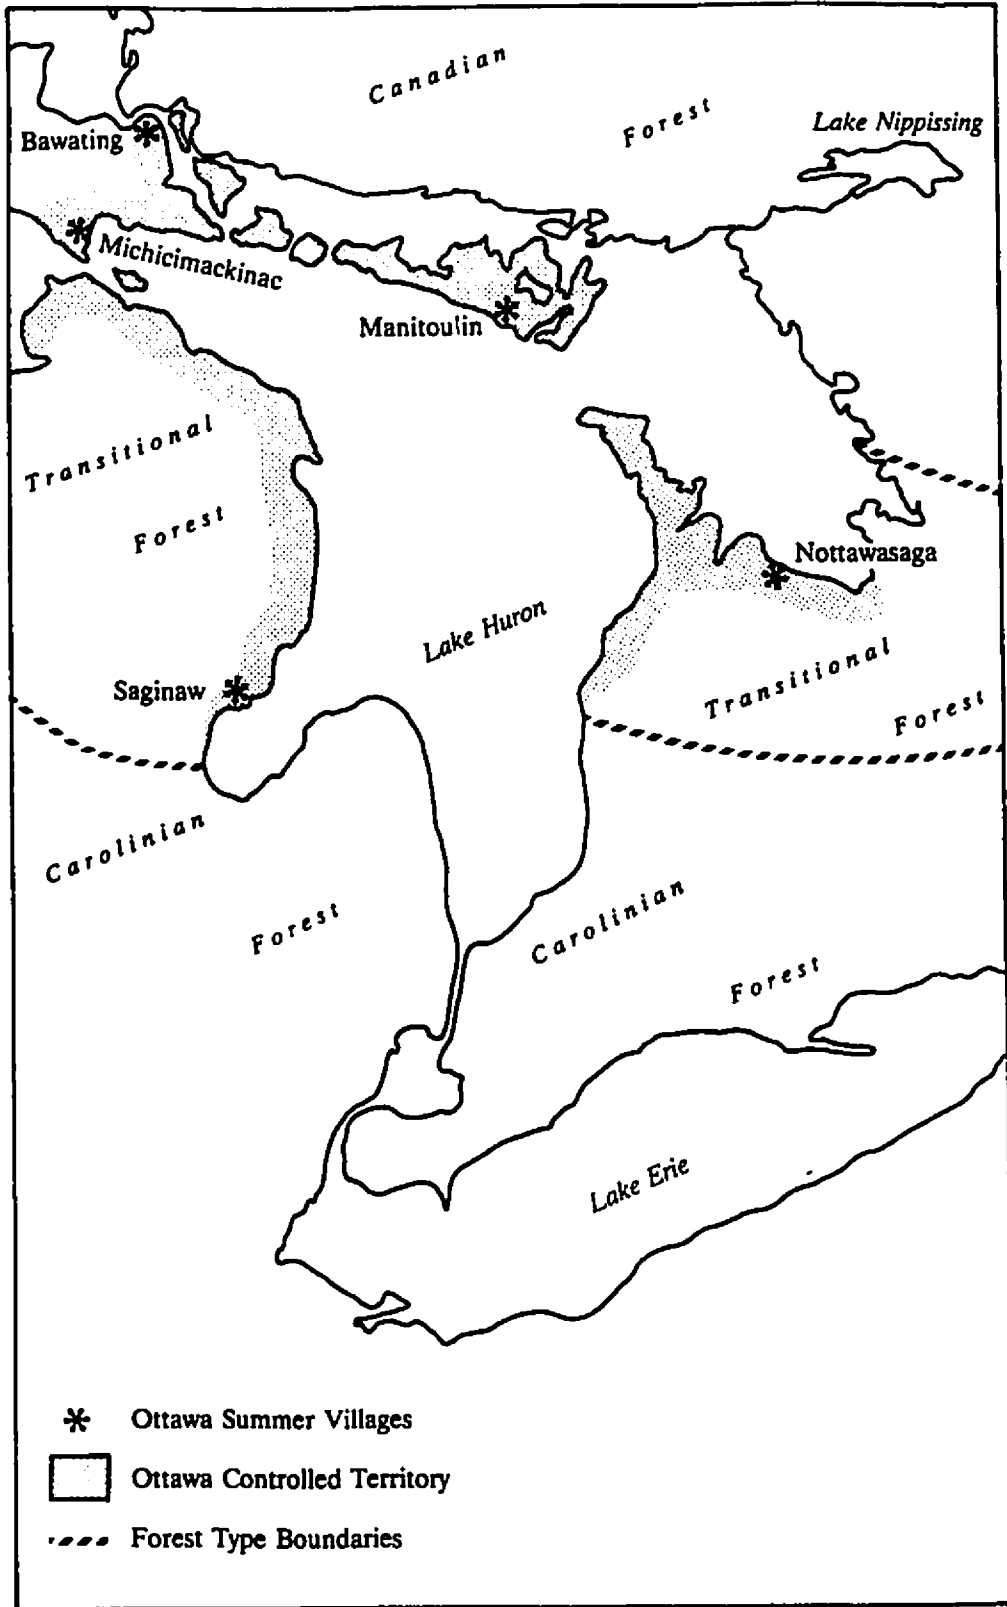 Canadian
Forest
Lake Nippissing
Bawating
Michicimackinac
Manitoulin
Transitional
Forest
Nottawasaga
Lake Huron
Saginaw
Transitional
Forest
Carolinian
Forest
Carolinian
Forest
Lake Erie
Ottawa Summer Villages
Ottawa Controlled Territory
Forest Type Boundaries